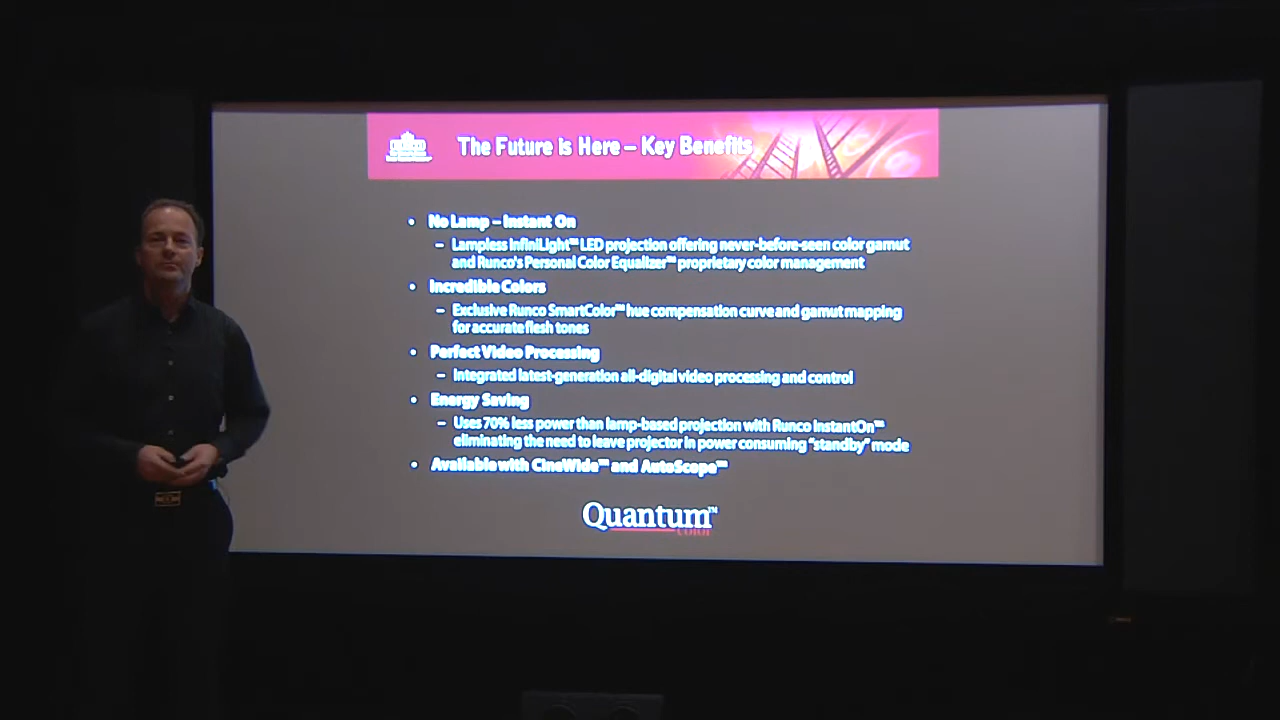 RUNCO
The Future is Here – Key Benefits
• No Lamp – Instant On
– Lampless InfiniLight™ LED projection offering never-before-seen color gamut
and Runco's Personal Color Equalizer™ proprietary color management
• Incredible Colors
– Exclusive Runco SmartColor™ hue compensation curve and gamut mapping
for accurate flesh tones
• Perfect Video Processing
– Integrated latest-generation all-digital video processing and control
• Energy Saving
– Uses 70% less power than lamp-based projection with Runco InstantOn™
eliminating the need to leave projector in power consuming "standby" mode
• Available with CineWide™ and AutoScope™
Quantum™
COLOR